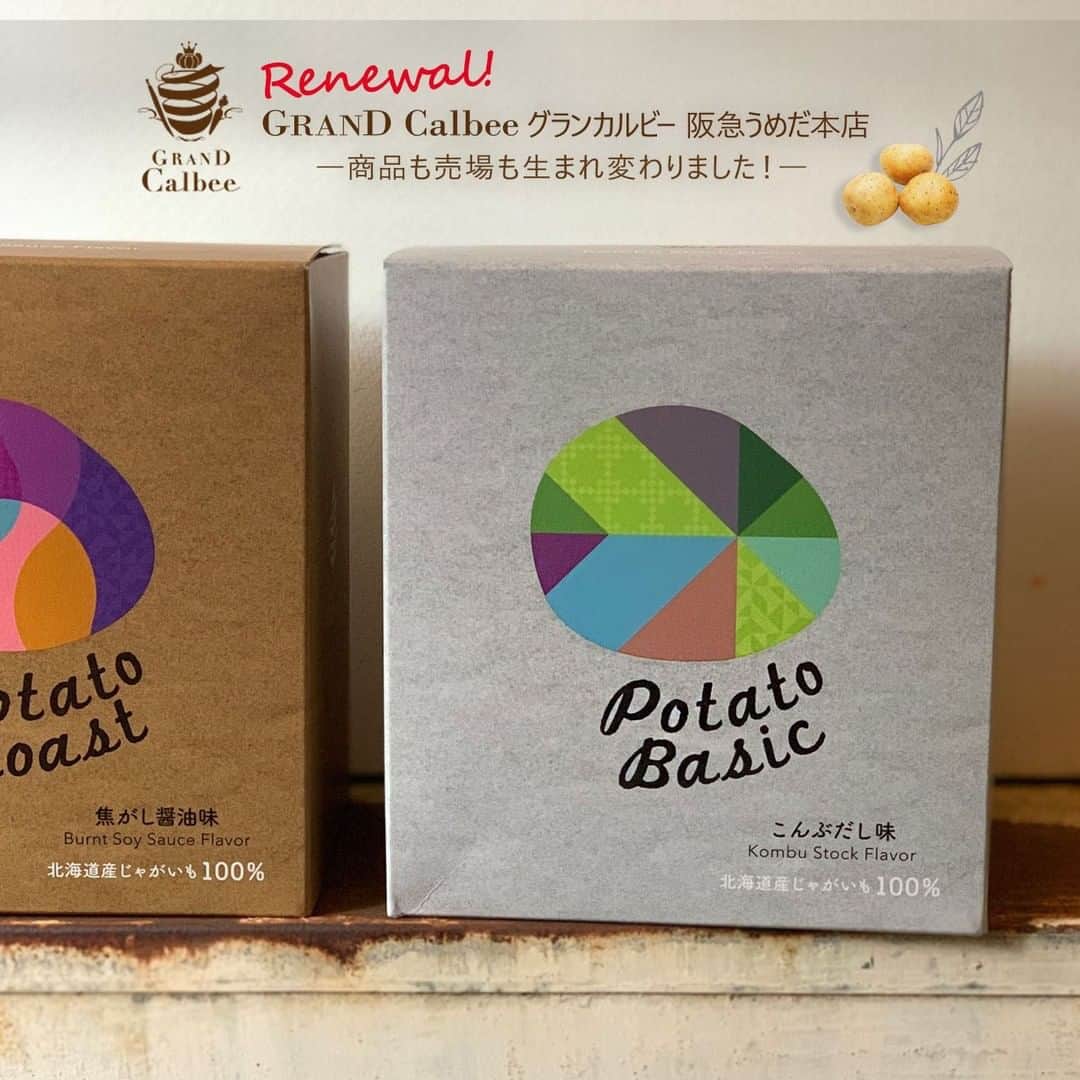 Renewal!
GRAND Calbee グランカルビー 阪急うめだ本店
―商品も売場も生まれ変わりました!―
GRAND
Calbee
otato
oast
焦がし醤油味
Burnt Soy Sauce Flavor
北海道産じゃがいも100%
Potato
Basic
こんぶだし味
Kombu Stock Flavor
北海道産じゃがいも100%